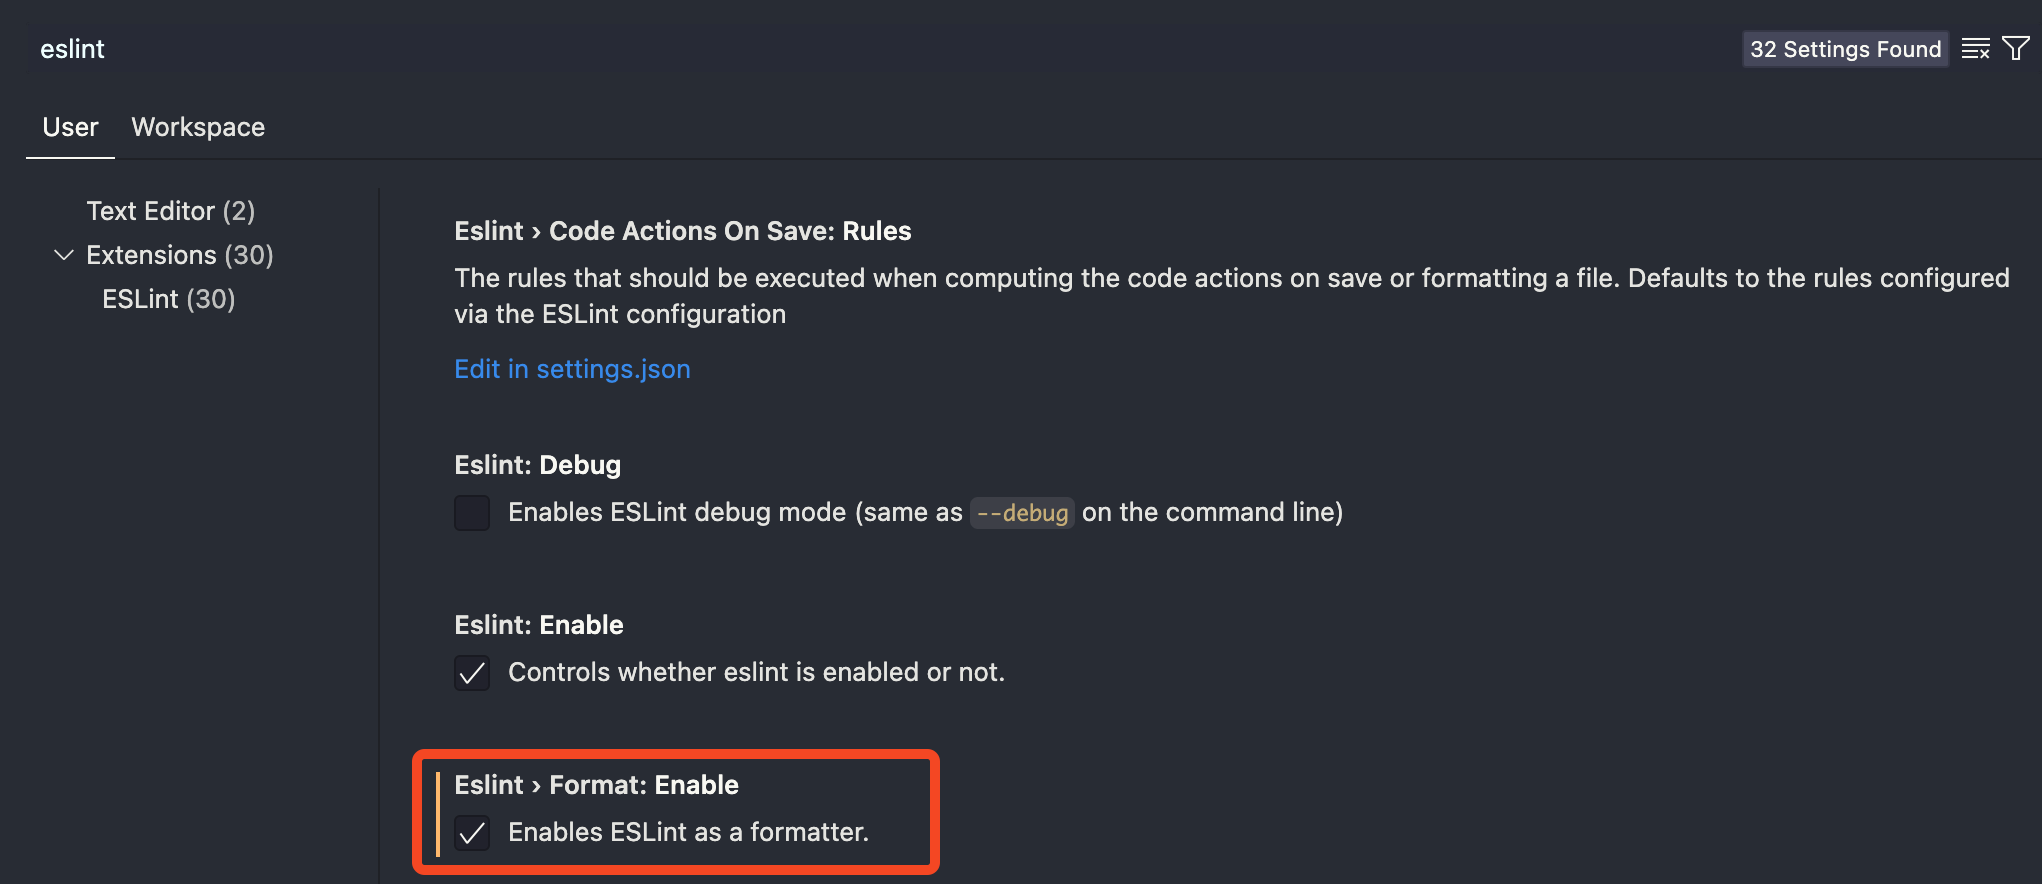 eslint
32 Settings Found
User
Workspace
Text Editor (2)
Extensions (30)
ESLint (30)
Eslint › Code Actions On Save: Rules
The rules that should be executed when computing the code actions on save or formatting a file. Defaults to the rules configured
via the ESLint configuration
Edit in settings.json
Eslint: Debug
Enables ESLint debug mode (same as --debug on the command line)
Eslint: Enable
Controls whether eslint is enabled or not.
Eslint › Format: Enable
Enables ESLint as a formatter.